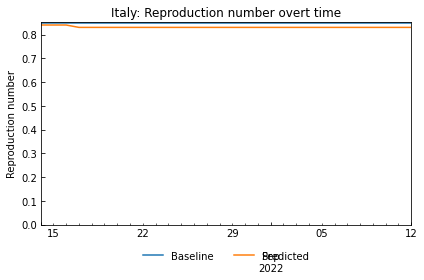 Italy: Reproduction number overt time
Reproduction number
0.8
0.7
0.6
0.5
0.4
0.3
0.2
0.1
0.0
15 22 29 05 12
Sep
2022
Baseline Predicted